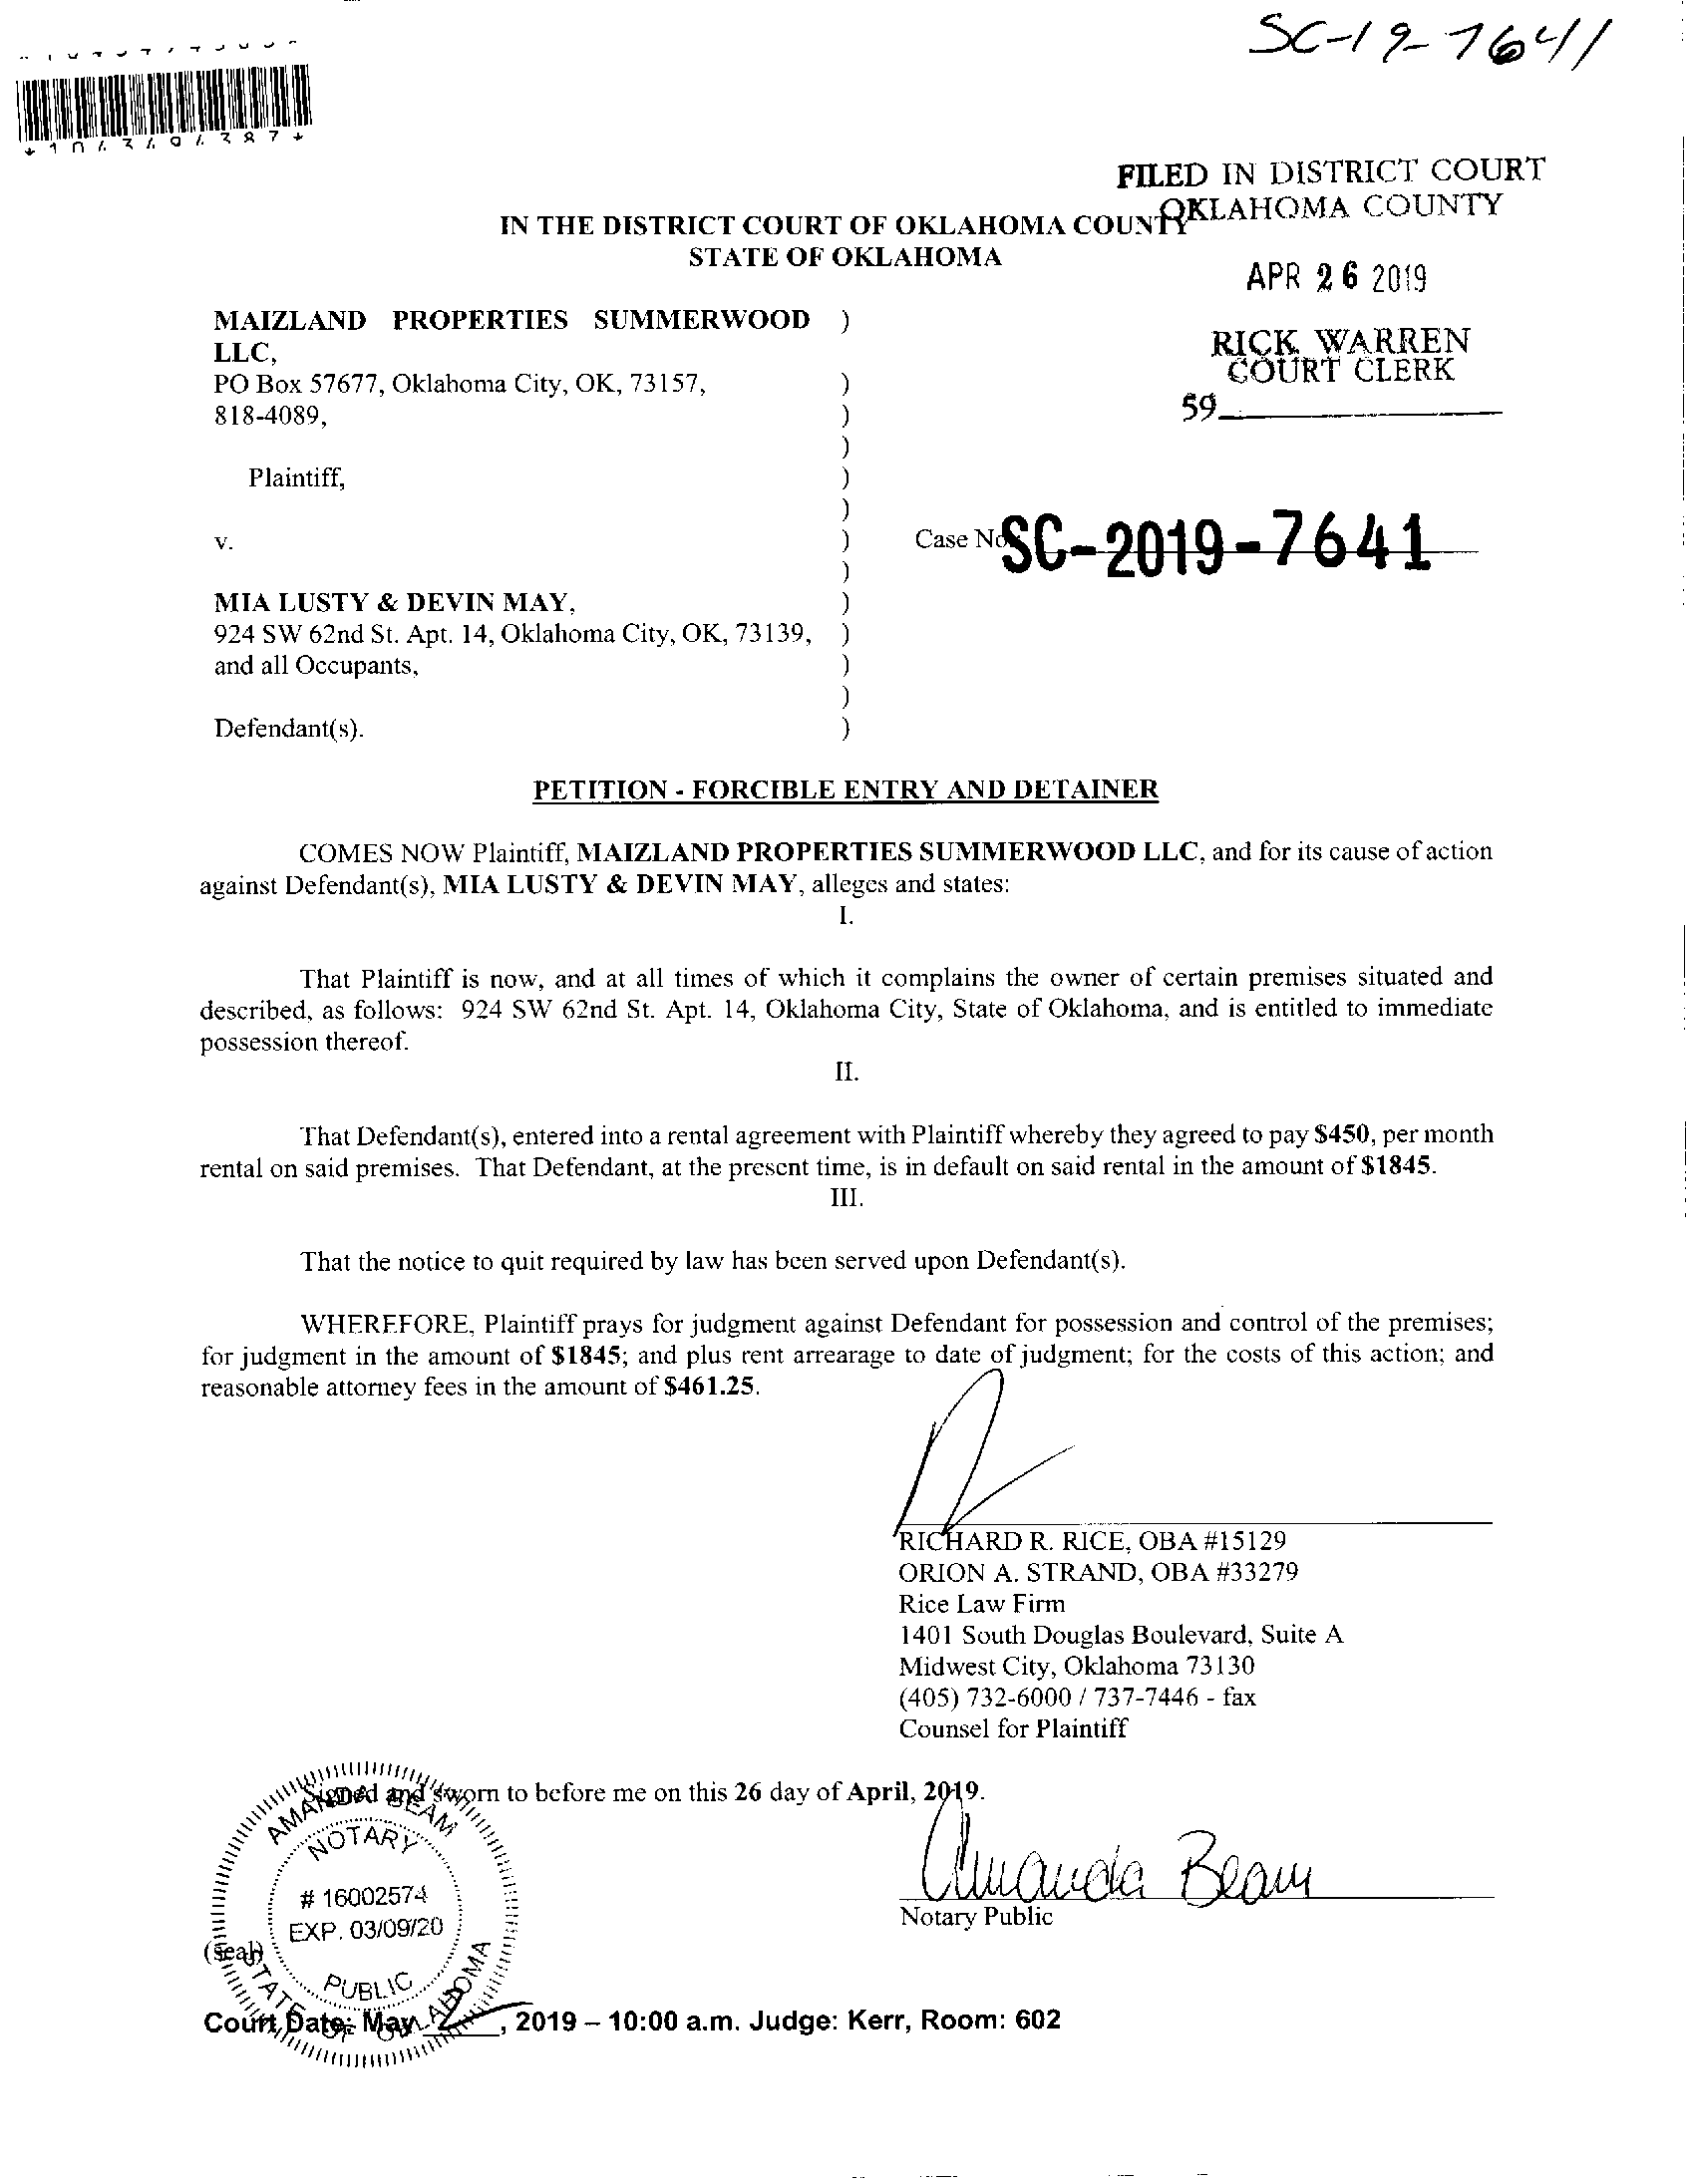 SC-19-7641
*1043494387*
FILED IN DISTRICT COURT
OKLAHOMA COUNTY
IN THE DISTRICT COURT OF OKLAHOMA COUNTY
STATE OF OKLAHOMA
APR 26 2019
RICK WARREN
COURT CLERK
59
MAIZLAND PROPERTIES SUMMERWOOD )
LLC,
PO Box 57677, Oklahoma City, OK, 73157, )
818-4089, )
)
Plaintiff, )
)
v. ) Case No. SC-2019-7641
)
MIA LUSTY & DEVIN MAY, )
924 SW 62nd St. Apt. 14, Oklahoma City, OK, 73139, )
and all Occupants, )
)
Defendant(s). )
PETITION - FORCIBLE ENTRY AND DETAINER
COMES NOW Plaintiff, MAIZLAND PROPERTIES SUMMERWOOD LLC, and for its cause of action
against Defendant(s), MIA LUSTY & DEVIN MAY, alleges and states:
I.
That Plaintiff is now, and at all times of which it complains the owner of certain premises situated and
described, as follows: 924 SW 62nd St. Apt. 14, Oklahoma City, State of Oklahoma, and is entitled to immediate
possession thereof.
II.
That Defendant(s), entered into a rental agreement with Plaintiff whereby they agreed to pay $450, per month
rental on said premises. That Defendant, at the present time, is in default on said rental in the amount of $1845.
III.
That the notice to quit required by law has been served upon Defendant(s).
WHEREFORE, Plaintiff prays for judgment against Defendant for possession and control of the premises;
for judgment in the amount of $1845; and plus rent arrearage to date of judgment; for the costs of this action; and
reasonable attorney fees in the amount of $461.25.
RICHARD R. RICE, OBA #15129
ORION A. STRAND, OBA #33279
Rice Law Firm
1401 South Douglas Boulevard, Suite A
Midwest City, Oklahoma 73130
(405) 732-6000 / 737-7446 - fax
Counsel for Plaintiff
Signed and sworn to before me on this 26 day of April, 2019.
AMANDA BEAM
NOTARY
# 16002574
EXP. 03/09/20
PUBLIC
STATE OF OKLAHOMA
Amanda Beam
Notary Public
(seal)
Court Date: May , 2019 – 10:00 a.m. Judge: Kerr, Room: 602